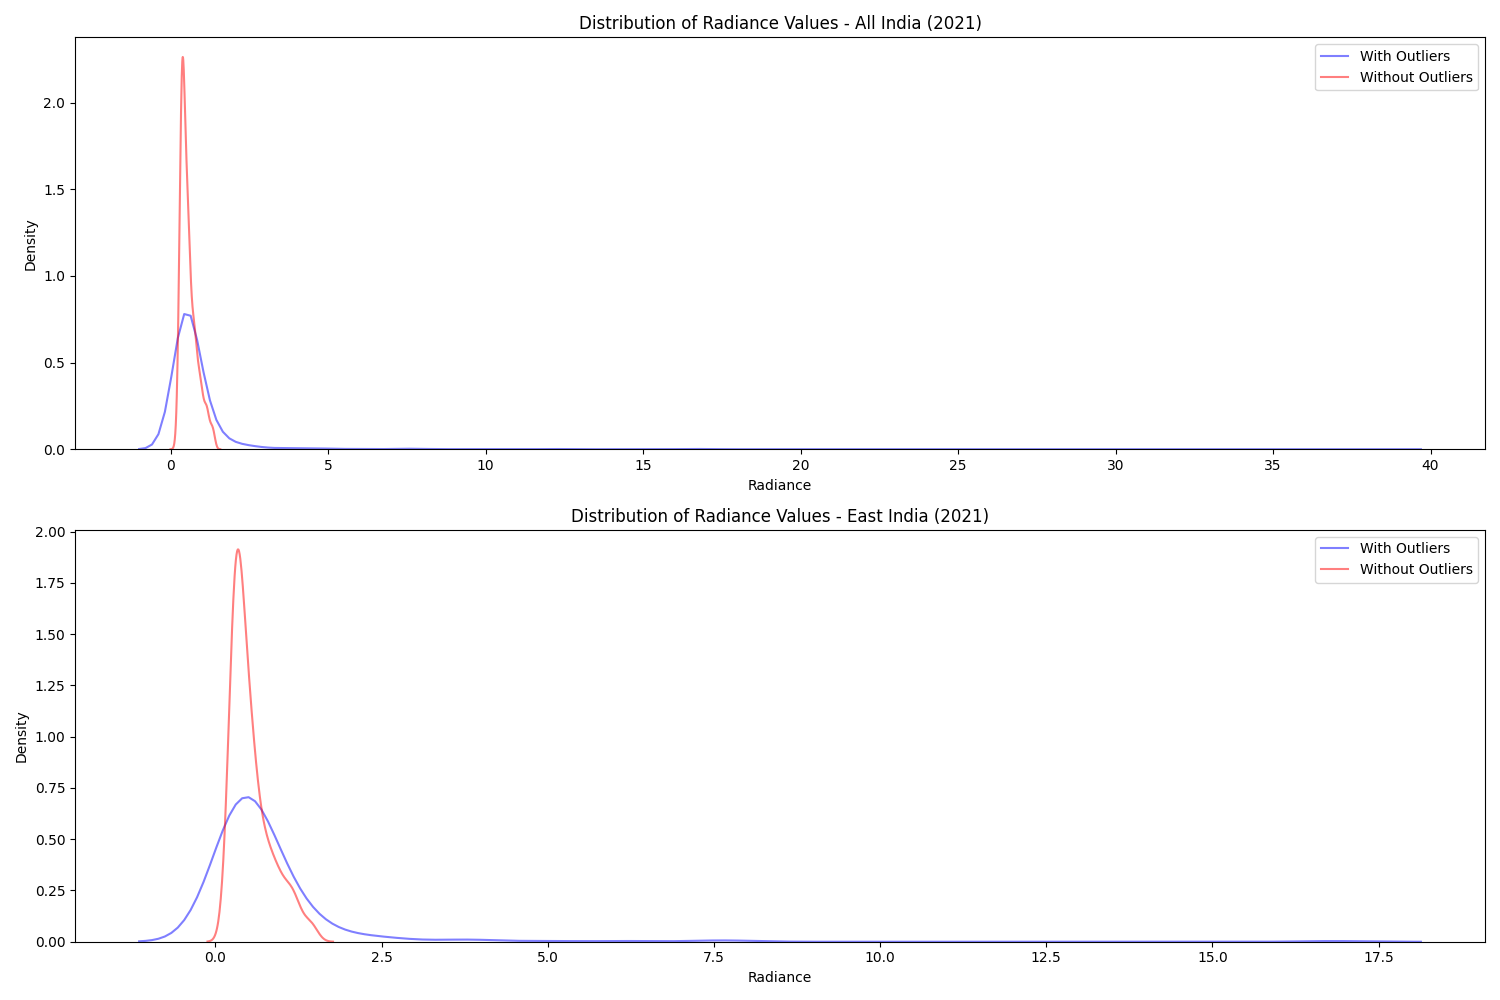 Distribution of Radiance Values - All India (2021)
With Outliers
Without Outliers
2.0
1.5
1.0
0.5
0.0
Density
0 5 10 15 20 25 30 35 40
Radiance
Distribution of Radiance Values - East India (2021)
With Outliers
Without Outliers
2.00
1.75
1.50
1.25
1.00
0.75
0.50
0.25
0.00
Density
0.0 2.5 5.0 7.5 10.0 12.5 15.0 17.5
Radiance